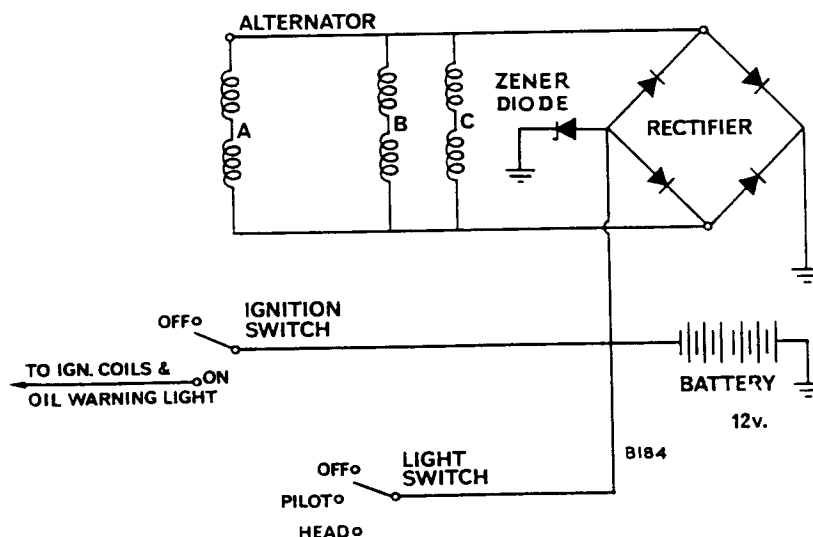 ALTERNATOR
A
B
C
ZENER
DIODE
RECTIFIER
OFF
IGNITION
SWITCH
TO IGN. COILS &
ON
OIL WARNING LIGHT
BATTERY
12v.
B184
LIGHT
SWITCH
OFF
PILOT
HEAD